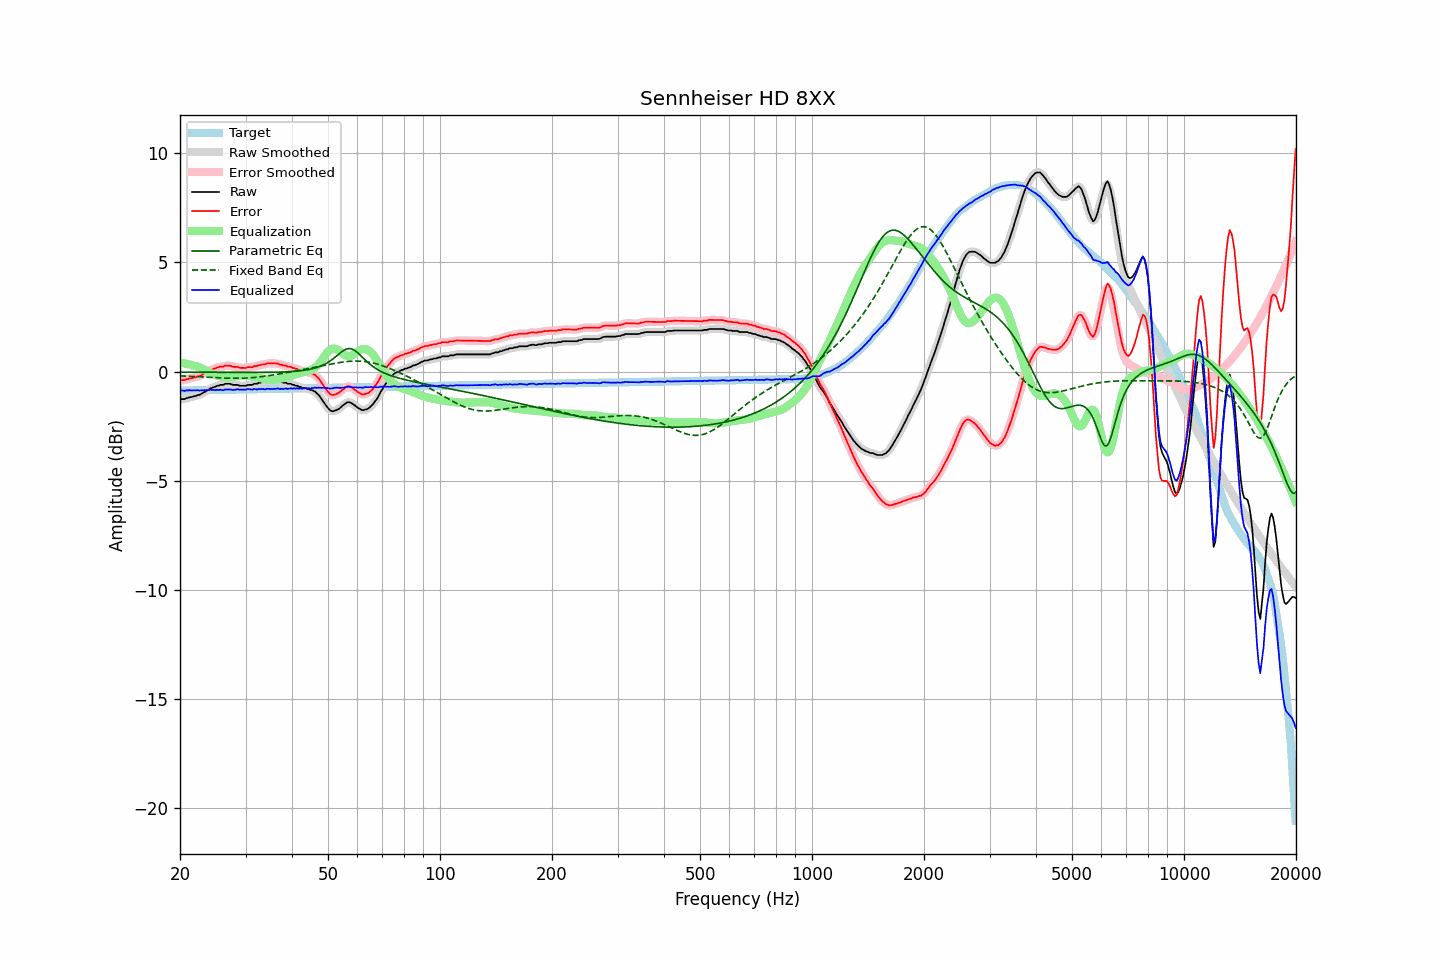 Sennheiser HD 8XX
Target
Raw Smoothed
Error Smoothed
Raw
Error
Equalization
Parametric Eq
Fixed Band Eq
Equalized
10
5
0
−5
−10
−15
−20
Amplitude (dBr)
20 50 100 200 500 1000 2000 5000 10000 20000
Frequency (Hz)